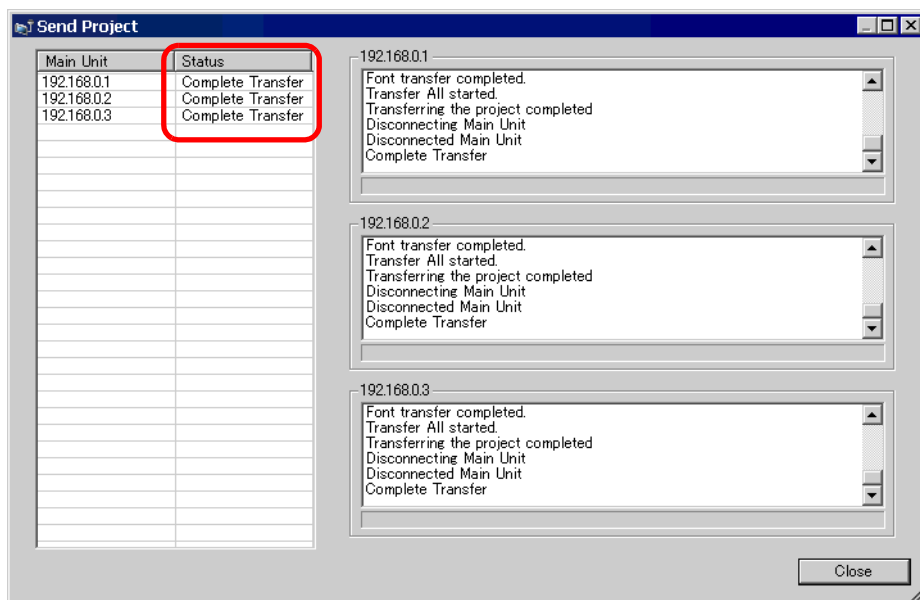 Send Project
Main Unit Status
192.168.0.1 Complete Transfer
192.168.0.2 Complete Transfer
192.168.0.3 Complete Transfer
192.168.0.1
Font transfer completed.
Transfer All started.
Transferring the project completed
Disconnecting Main Unit
Disconnected Main Unit
Complete Transfer
192.168.0.2
Font transfer completed.
Transfer All started.
Transferring the project completed
Disconnecting Main Unit
Disconnected Main Unit
Complete Transfer
192.168.0.3
Font transfer completed.
Transfer All started.
Transferring the project completed
Disconnecting Main Unit
Disconnected Main Unit
Complete Transfer
Close